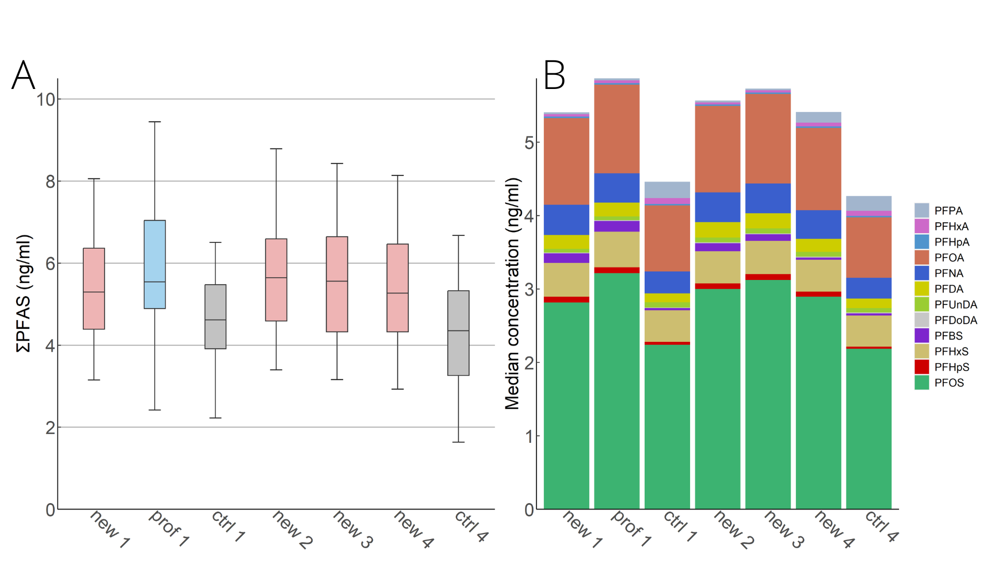 A
ΣPFAS (ng/ml)
10
8
6
4
2
0
new 1
prof 1
ctrl 1
new 2
new 3
new 4
ctrl 4
B
Median concentration (ng/ml)
5
4
3
2
1
0
new 1
prof 1
ctrl 1
new 2
new 3
new 4
ctrl 4
PFPA
PFHxA
PFHpA
PFOA
PFNA
PFDA
PFUnDA
PFDoDA
PFBS
PFHxS
PFHpS
PFOS